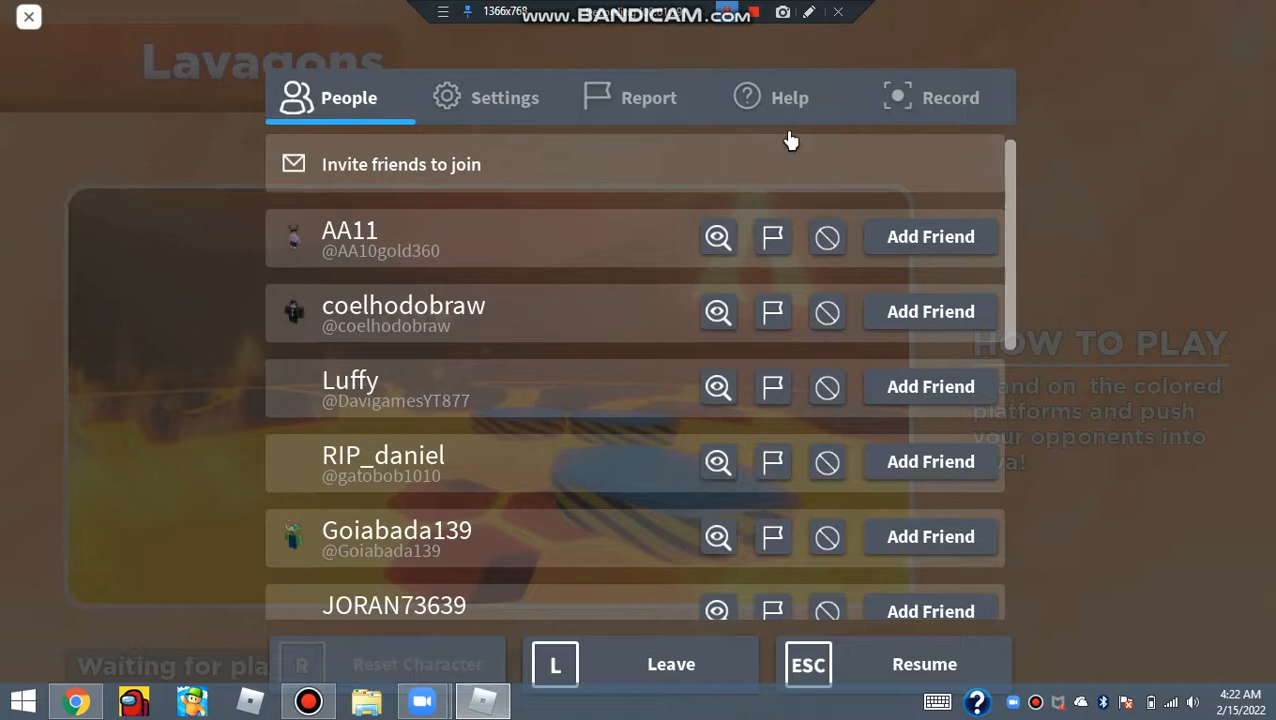 1366x768
www.BANDICAM.com
Lavagons
People
Settings
Report
Help
Record
Invite friends to join
AA11
@AA10gold360
Add Friend
coelhodobraw
@coelhodobraw
Add Friend
Luffy
@DavigamesYT877
Add Friend
RIP_daniel
@gatobob1010
Add Friend
Goiabada139
@Goiabada139
Add Friend
JORAN73639
Add Friend
HOW TO PLAY
and on the colored
platforms and push
your opponents into
Waiting for pla
R Reset Character
L Leave
ESC Resume
4:22 AM
2/15/2022